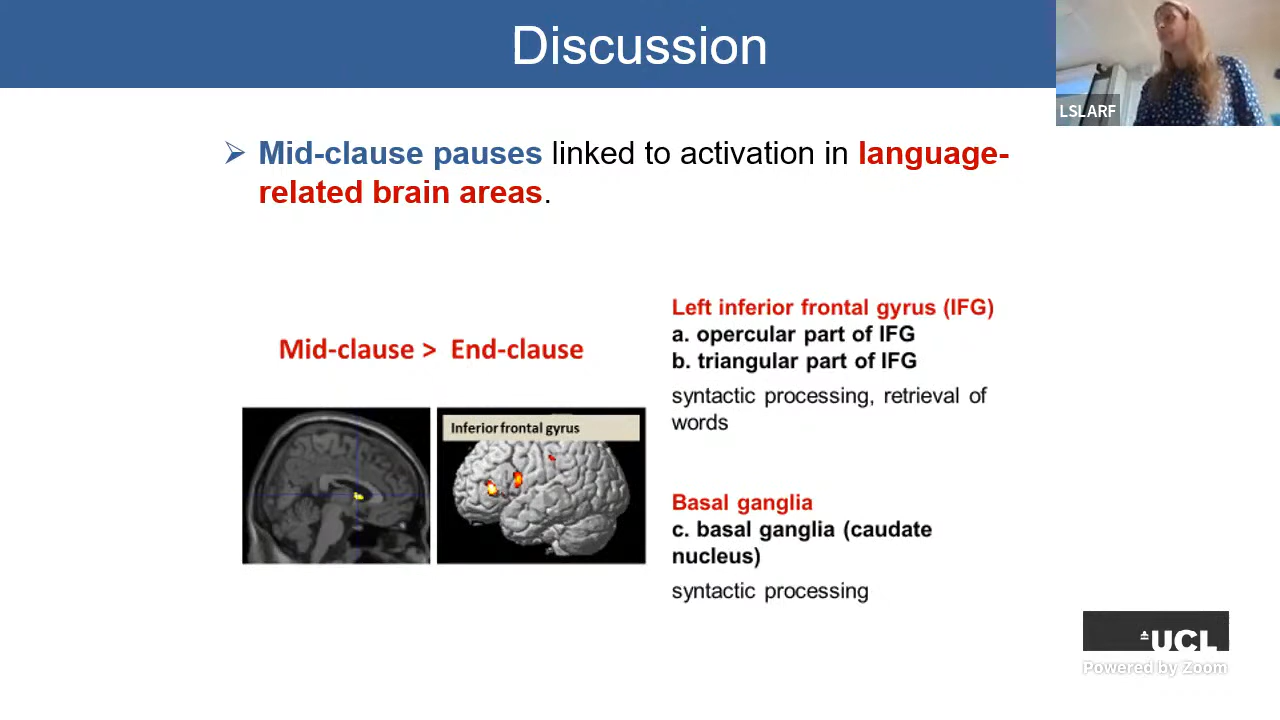 Discussion
LSLARF
➢ Mid-clause pauses linked to activation in language-
related brain areas.
Left inferior frontal gyrus (IFG)
a. opercular part of IFG
b. triangular part of IFG
syntactic processing, retrieval of
words
Mid-clause > End-clause
Inferior frontal gyrus
Basal ganglia
c. basal ganglia (caudate
nucleus)
syntactic processing
UCL
Powered by Zoom